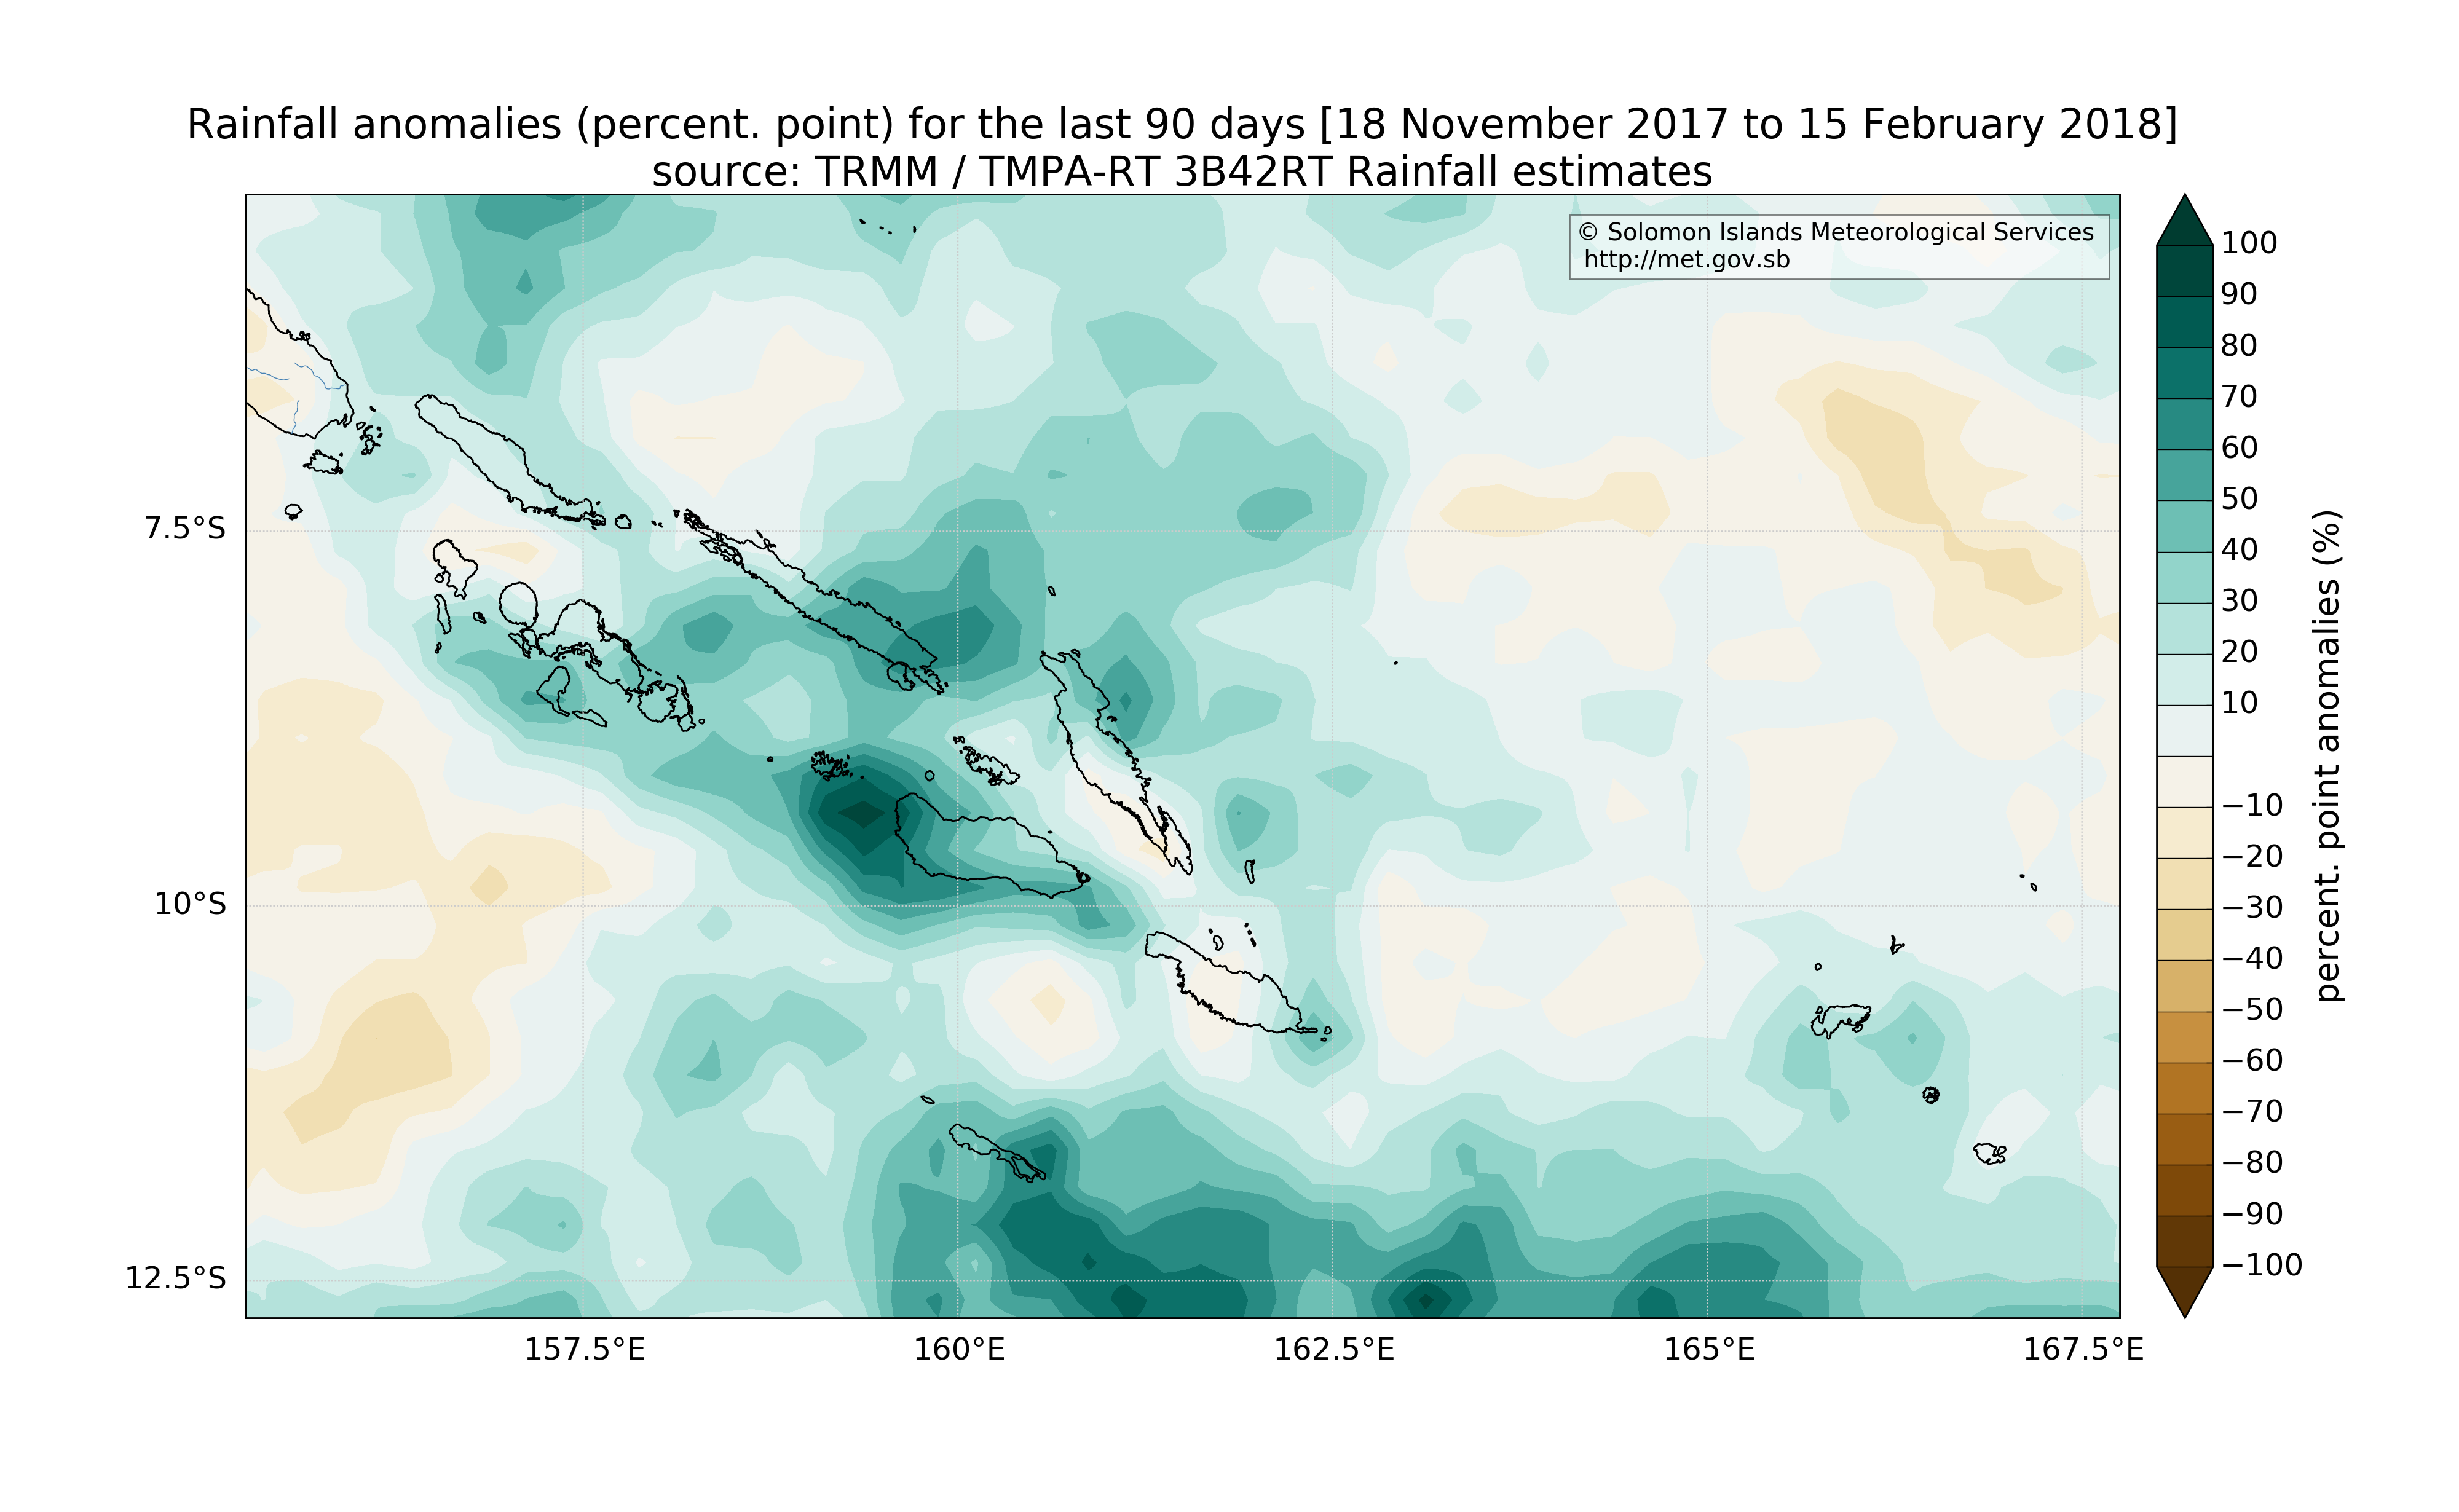 Rainfall anomalies (percent. point) for the last 90 days [18 November 2017 to 15 February 2018]
source: TRMM / TMPA-RT 3B42RT Rainfall estimates
© Solomon Islands Meteorological Services
http://met.gov.sb
7.5°S
10°S
12.5°S
157.5°E
160°E
162.5°E
165°E
167.5°E
100
90
80
70
60
50
40
30
20
10
−10
−20
−30
−40
−50
−60
−70
−80
−90
−100
percent. point anomalies (%)